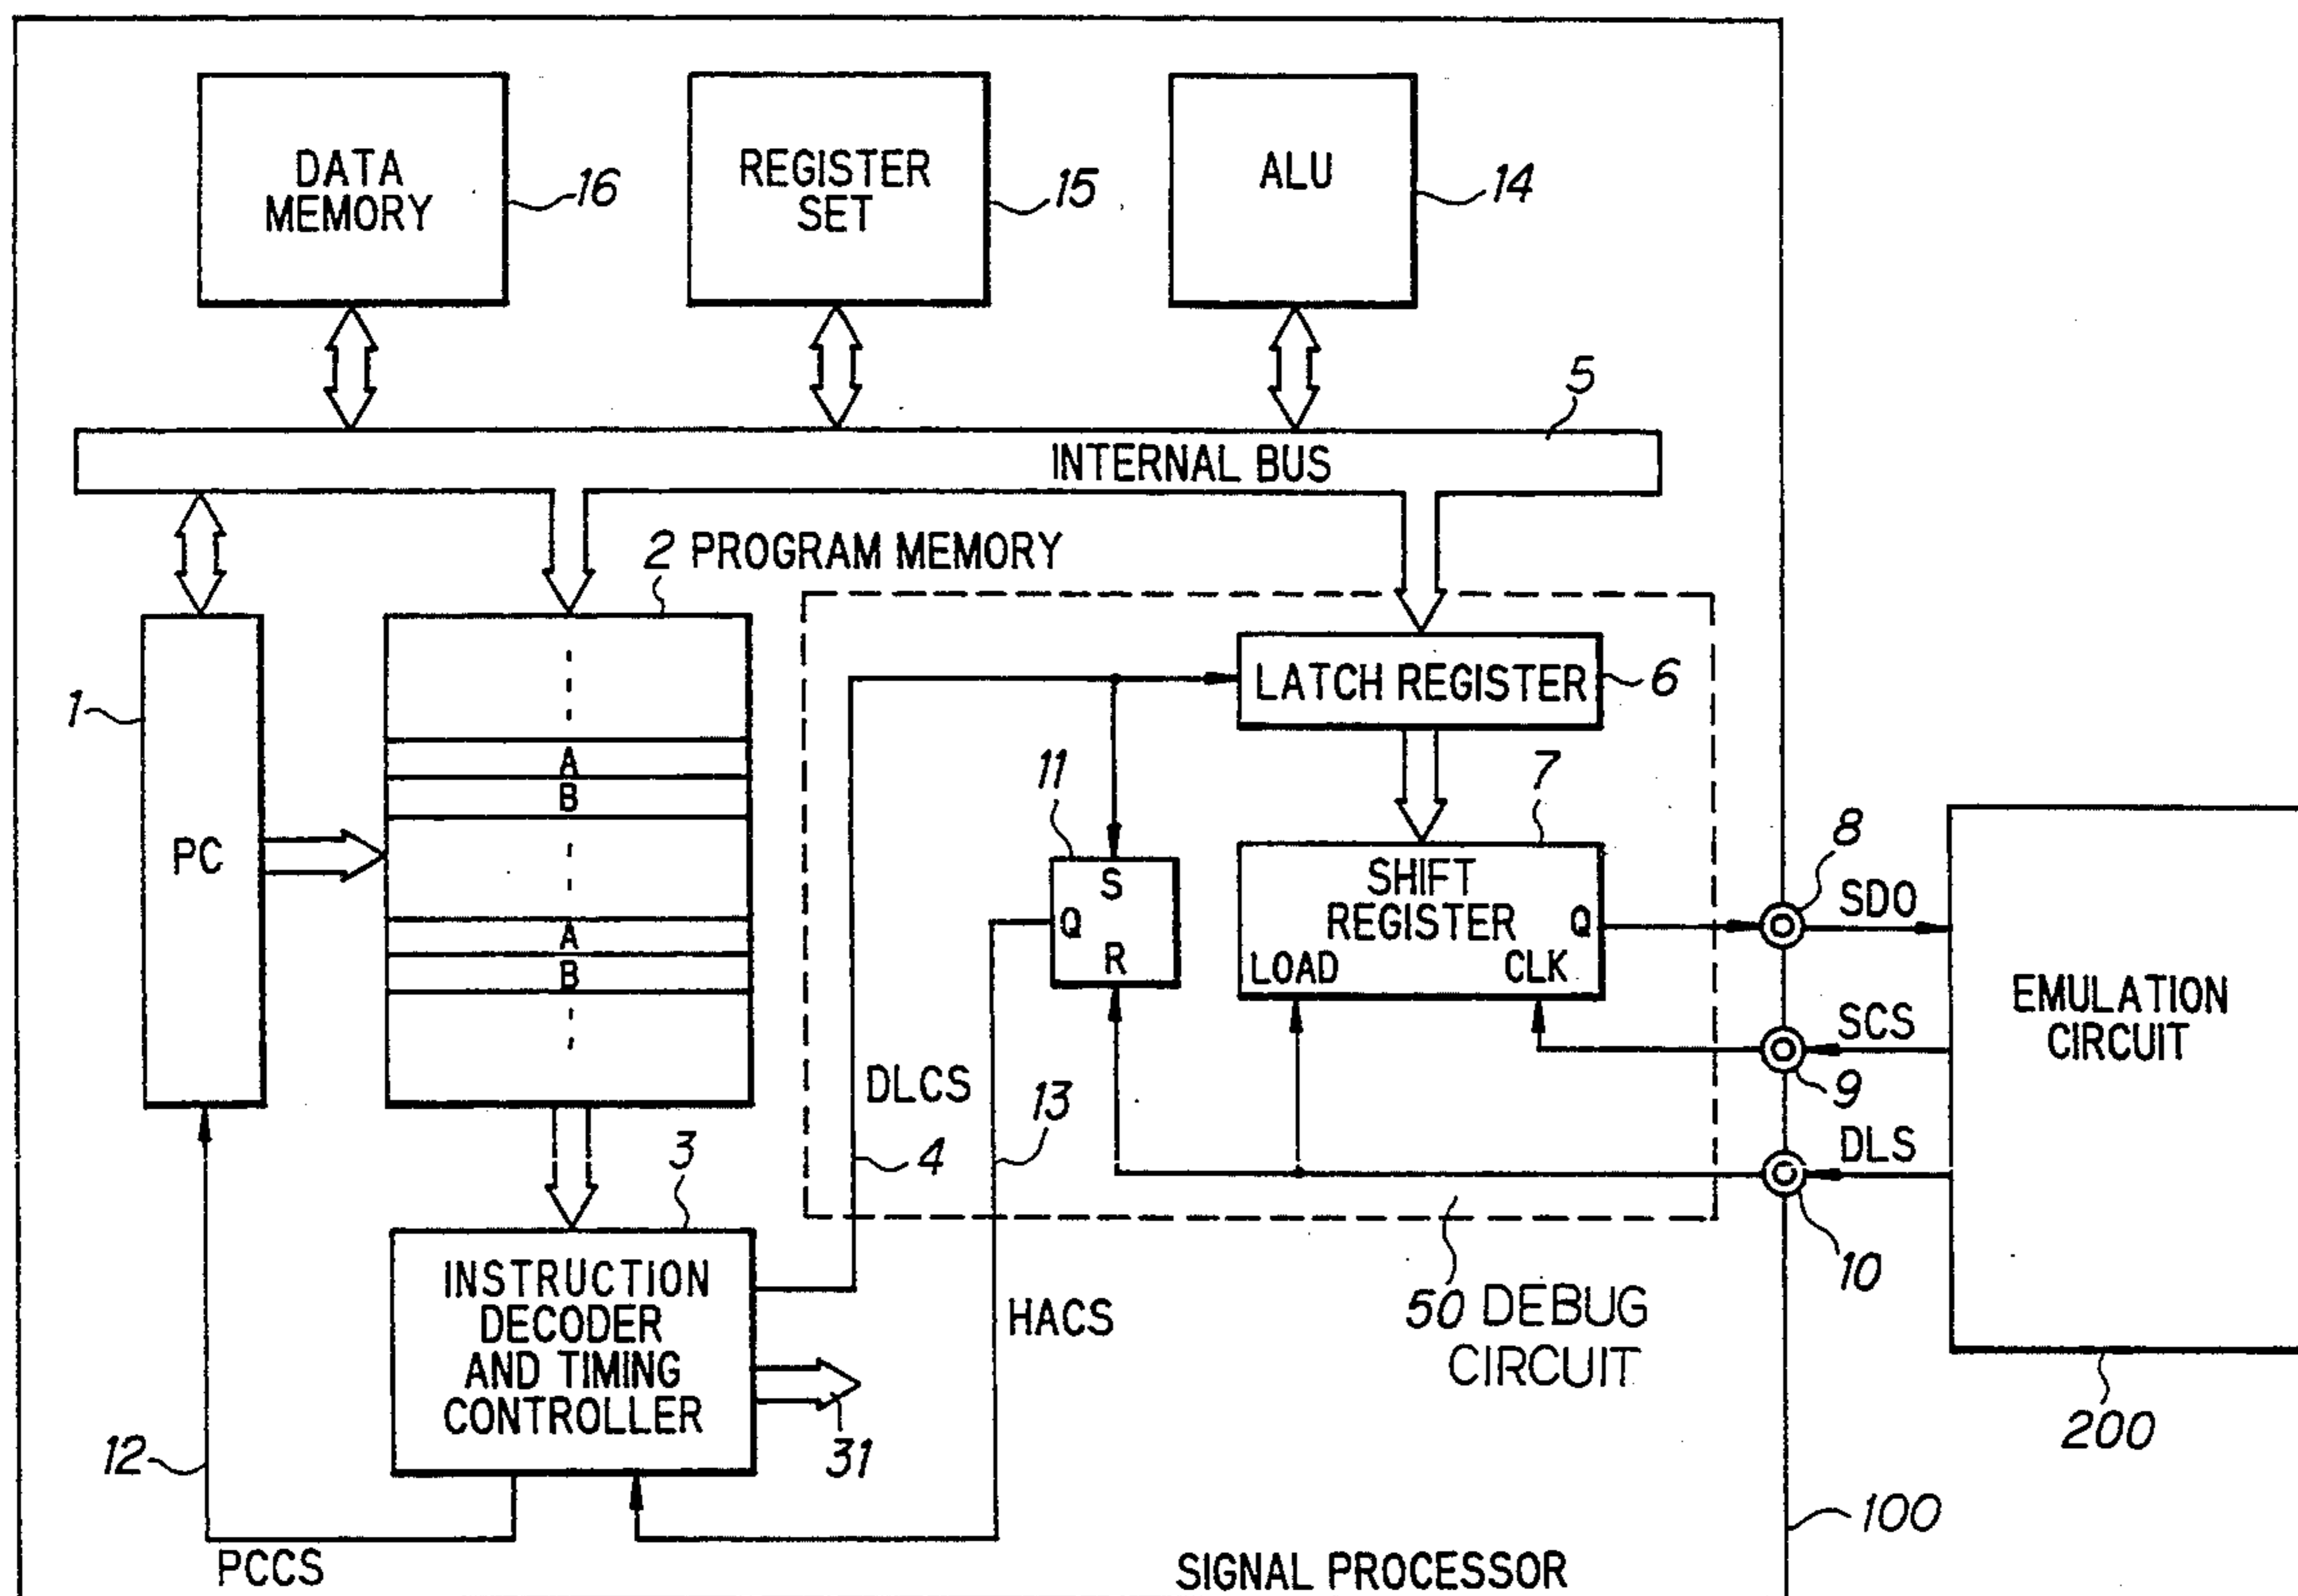 DATA
MEMORY
16
REGISTER
SET
15
ALU
14
5
INTERNAL BUS
2 PROGRAM MEMORY
1
PC
A
B
A
B
LATCH REGISTER
6
11
7
S
Q
R
SHIFT
REGISTER
Q
LOAD
CLK
8
SDO
SCS
9
DLS
10
EMULATION
CIRCUIT
200
DLCS
4
13
3
INSTRUCTION
DECODER
AND TIMING
CONTROLLER
31
HACS
50 DEBUG
CIRCUIT
12
PCCS
100
SIGNAL PROCESSOR